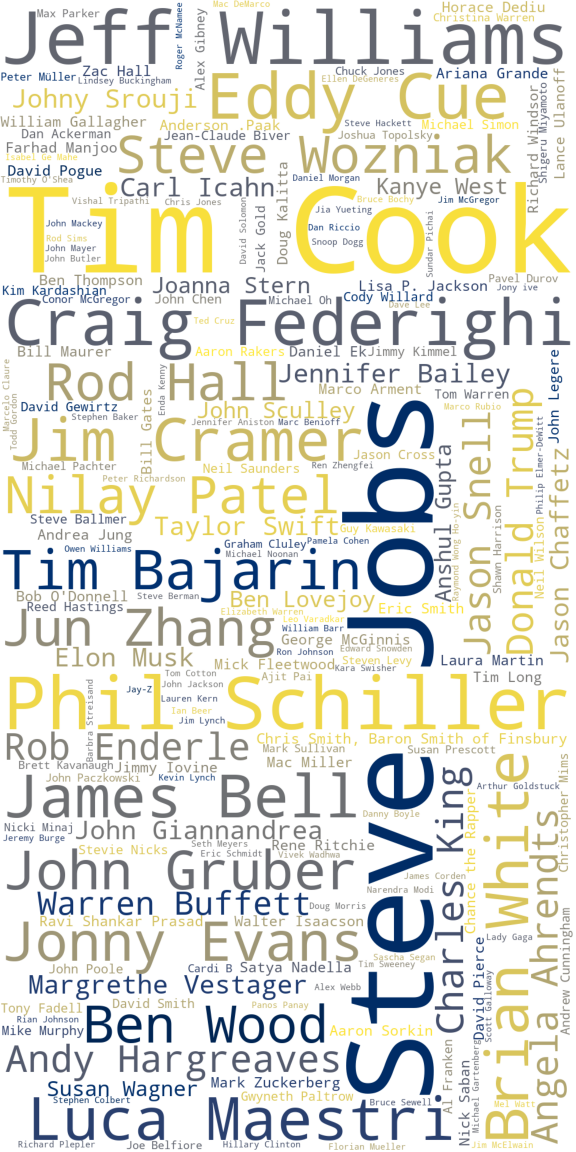 Max Parker
Mac DeMarco
Horace Dediu
Christina Warren
Jeff Williams
Roger McNamee
Alex Gibney
Peter Müller
Zac Hall
Lindsey Buckingham
Chuck Jones
Ellen DeGeneres
Ariana Grande
Johny Srouji
Eddy Cue
Richard Windsor
Shigeru Miyamoto
Lance Ulanoff
William Gallagher
Anderson .Paak
Steve Hackett
Michael Simon
Dan Ackerman
Jean-Claude Biver
Joshua Topolsky
Farhad Manjoo
Isabel Ge Mahe
Steve Wozniak
David Pogue
Timothy O'Shea
Carl Icahn
Doug Kalitta
Daniel Morgan
Kanye West
Tim Cook
Vishal Tripathi
Chris Jones
David Solomon
Jack Gold
Bruce Bochy
Jim McGregor
Jia Yueting
John Mackey
Dan Riccio
Rod Sims
Snoop Dogg
John Mayer
John Butler
Sundar Pichai
Ben Thompson
Joanna Stern
Lisa P. Jackson
Pavel Durov
Jony ive
Kim Kardashian
Conor McGregor
John Chen
Michael Oh
Cody Willard
Dave Lee
Craig Federighi
Ted Cruz
Bill Maurer
Aaron Rakers
Daniel Ek
Jimmy Kimmel
John Legere
Marcelo Claure
Todd Gordon
Rod Hall
Enda Kenny
Jennifer Bailey
Marco Arment
Tom Warren
David Gewirtz
Stephen Baker
Bill Gates
John Sculley
Jennifer Aniston
Marc Benioff
Marco Rubio
Jim Cramer
Jason Cross
Michael Pachter
Neil Saunders
Ren Zhengfei
Peter Richardson
Nilay Patel
Steve Jobs
Anshul Gupta
Raymond Wong Ho-yin
Jason Snell
Shawn Harrison
Donald Trump
Neil Wilson
Philip Elmer-DeWitt
Jason Chaffetz
Steve Ballmer
Taylor Swift
Guy Kawasaki
Andrea Jung
Graham Cluley
Pamela Cohen
Owen Williams
Michael Noonan
Tim Bajarin
Bob O'Donnell
Steve Berman
Ben Lovejoy
Eric Smith
Reed Hastings
Elizabeth Warren
Leo Varadkar
William Barr
Jun Zhang
George McGinnis
Edward Snowden
Ron Johnson
Elon Musk
Mick Fleetwood
Steven Levy
Kara Swisher
Laura Martin
Tom Cotton
Ajit Pai
Tim Long
John Jackson
Jay-Z
Barbra Streisand
Lauren Kern
Ian Beer
Jim Lynch
Phil Schiller
Rob Enderle
Chris Smith, Baron Smith of Finsbury
Mark Sullivan
Susan Prescott
Brett Kavanaugh
Jimmy Iovine
Mac Miller
John Paczkowski
Kevin Lynch
Arthur Goldstuck
Christopher Mims
James Bell
Danny Boyle
Charles King
Chance the Rapper
Brian White
Angela Ahrendts
Nicki Minaj
John Giannandrea
Jeremy Burge
Stevie Nicks
Seth Meyers
Rene Ritchie
Eric Schmidt
Vivek Wadhwa
John Gruber
James Corden
Narendra Modi
Warren Buffett
Doug Morris
Ravi Shankar Prasad
Walter Isaacson
Jonny Evans
Lady Gaga
David Pierce
Scott Galloway
Andrew Cunningham
Sascha Segan
Tim Sweeney
John Poole
Cardi B
Satya Nadella
Margrethe Vestager
Alex Webb
Tony Fadell
David Smith
Panos Panay
Rian Johnson
Mike Murphy
Ben Wood
Aaron Sorkin
Andy Hargreaves
Al Franken
Nick Saban
Michael Gartenberg
Susan Wagner
Mark Zuckerberg
Stephen Colbert
Gwyneth Paltrow
Bruce Sewell
Mel Watt
Luca Maestri
Richard Plepler
Joe Belfiore
Hillary Clinton
Florian Mueller
Jim McElwain